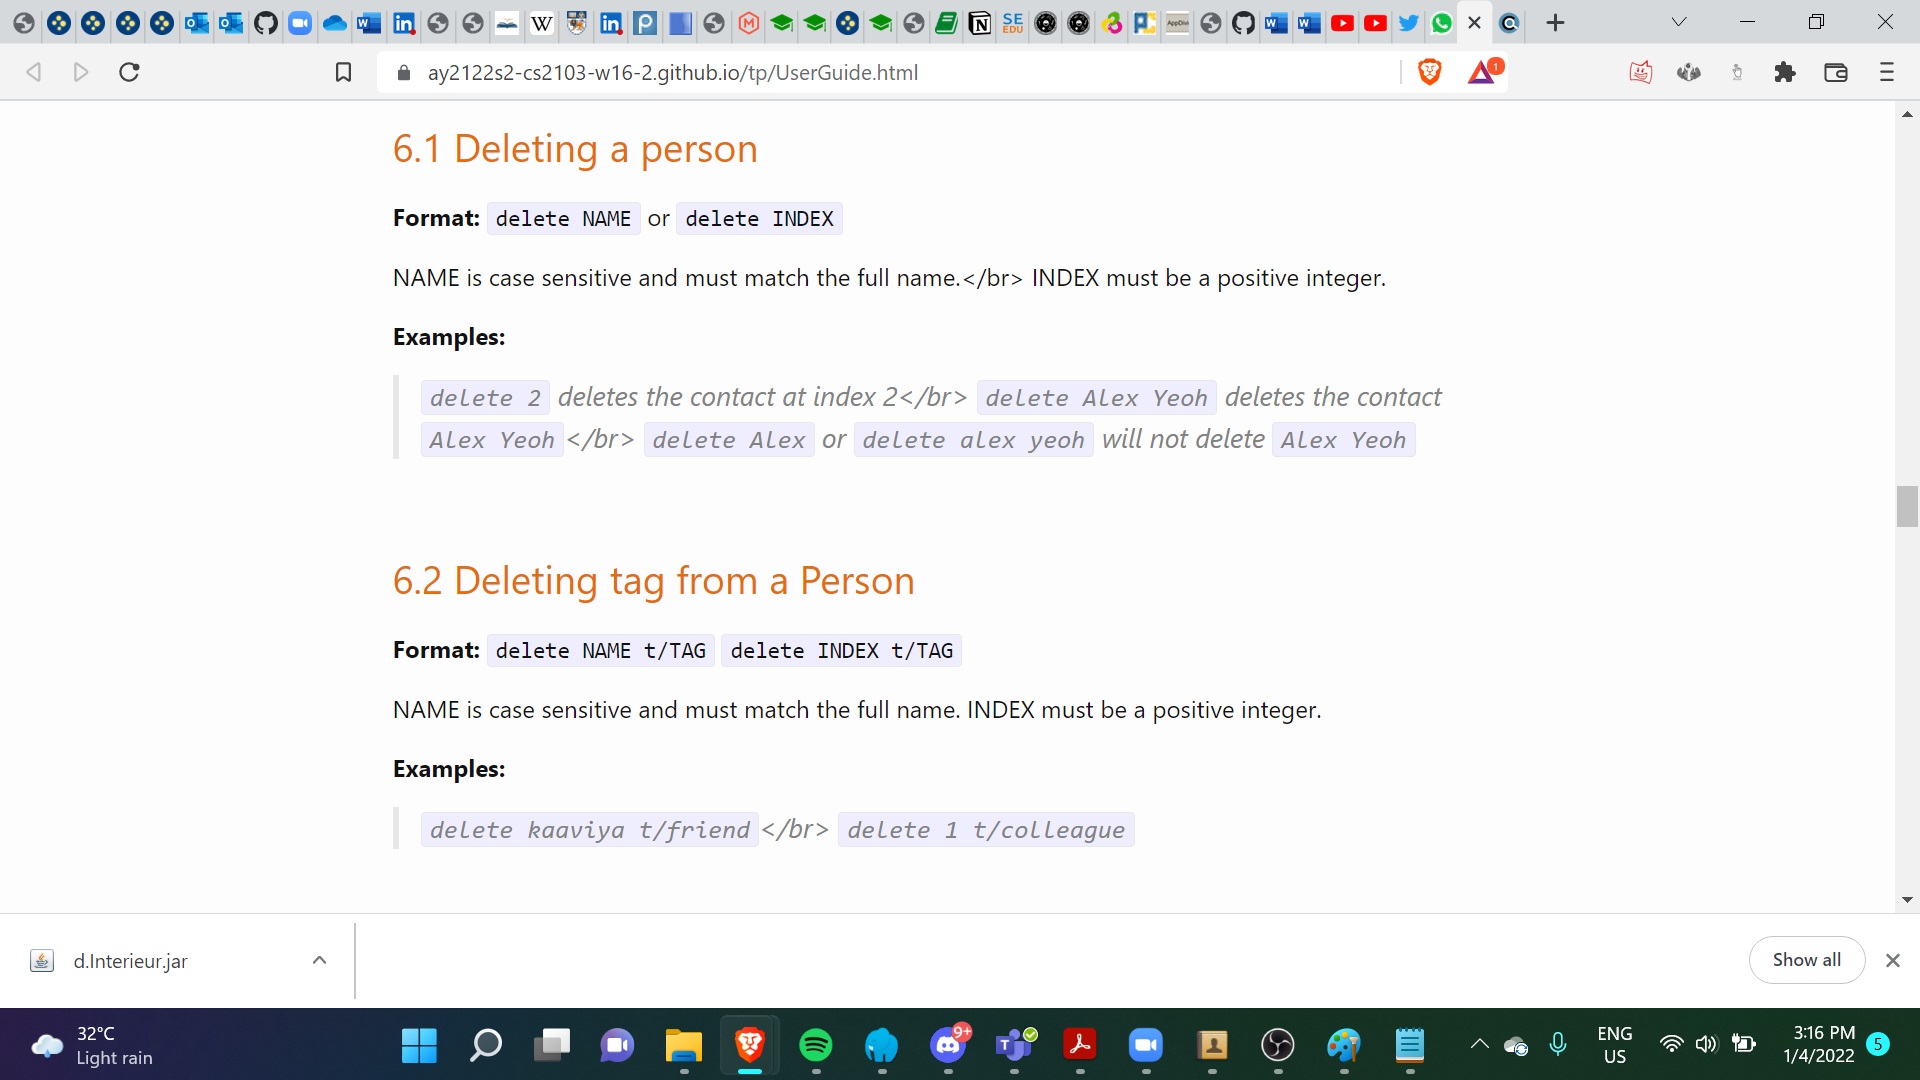 SE
EDU
W
ay2122s2-cs2103-w16-2.github.io/tp/UserGuide.html
1
6.1 Deleting a person
Format: delete NAME or delete INDEX
NAME is case sensitive and must match the full name.</br> INDEX must be a positive integer.
Examples:
delete 2 deletes the contact at index 2</br> delete Alex Yeoh deletes the contact
Alex Yeoh</br> delete Alex or delete alex yeoh will not delete Alex Yeoh
6.2 Deleting tag from a Person
Format: delete NAME t/TAG delete INDEX t/TAG
NAME is case sensitive and must match the full name. INDEX must be a positive integer.
Examples:
delete kaaviya t/friend</br> delete 1 t/colleague
d.Interieur.jar
Show all
32°C
Light rain
9+
ENG
US
3:16 PM
1/4/2022
5